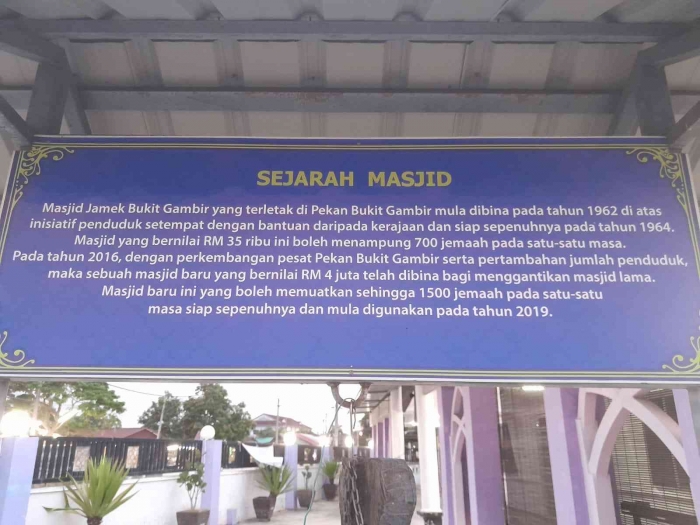 SEJARAH MASJID
Masjid Jamek Bukit Gambir yang terletak di Pekan Bukit Gambir mula dibina pada tahun 1962 di atas
inisiatif penduduk setempat dengan bantuan daripada kerajaan dan siap sepenuhnya pada tahun 1964.
Masjid yang bernilai RM 35 ribu ini boleh menampung 700 jemaah pada satu-satu masa.
Pada tahun 2016, dengan perkembangan pesat Pekan Bukit Gambir serta pertambahan jumlah penduduk,
maka sebuah masjid baru yang bernilai RM 4 juta telah dibina bagi menggantikan masjid lama.
Masjid baru ini yang boleh memuatkan sehingga 1500 jemaah pada satu-satu
masa siap sepenuhnya dan mula digunakan pada tahun 2019.